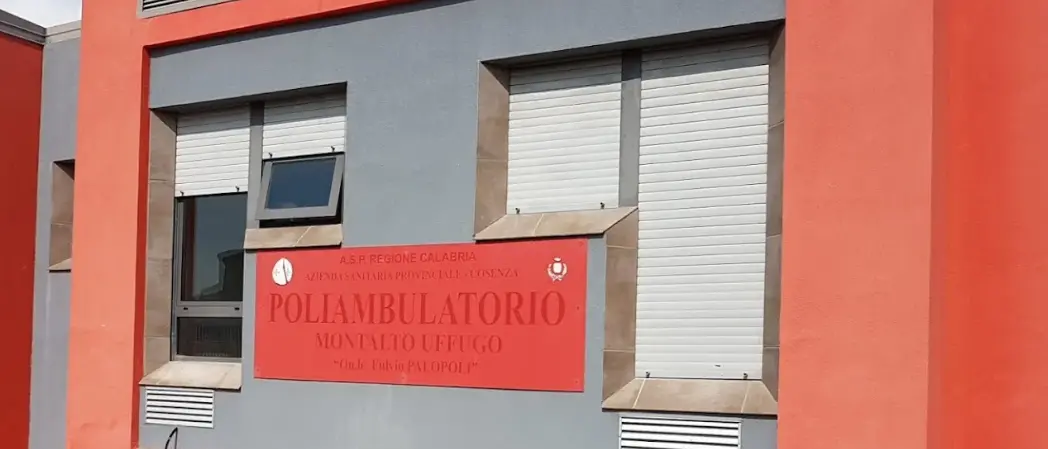 A.S.P. REGIONE CALABRIA
AZIENDA SANITARIA PROVINCIALE - COSENZA
POLIAMBULATORIO
MONTALTO UFFUGO
"On.le Fulvio PALOPOLI"